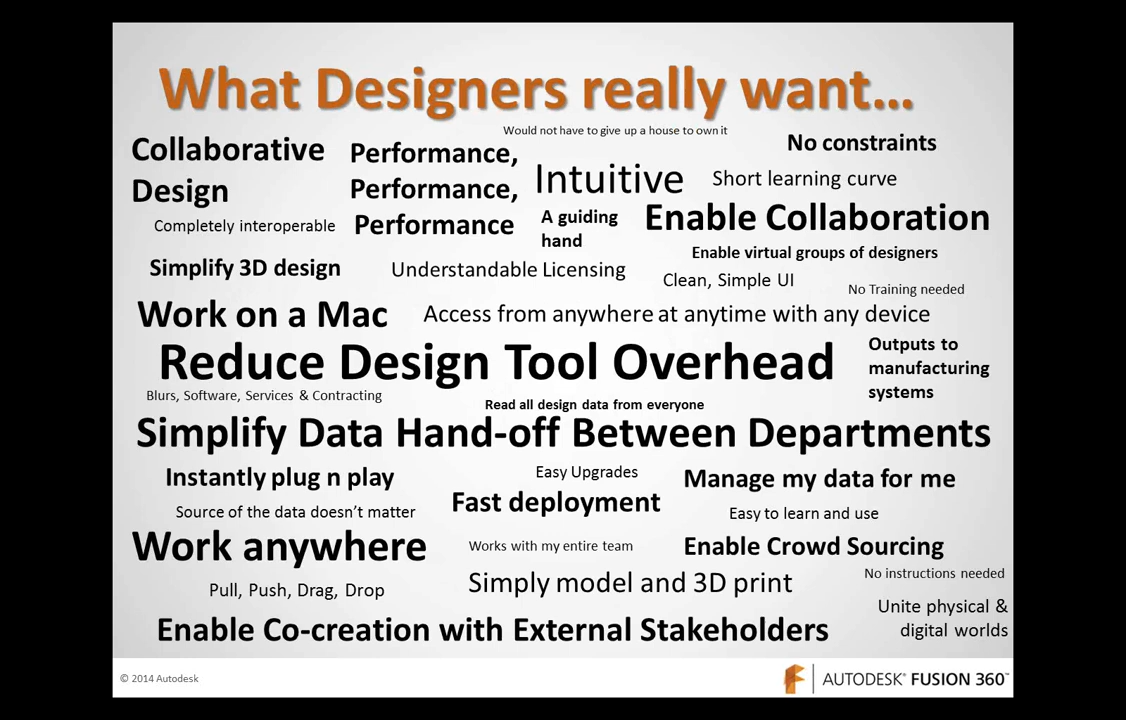 What Designers really want...
Would not have to give up a house to own it
No constraints
Collaborative
Design
Performance,
Performance,
Performance
Intuitive
Short learning curve
Completely interoperable
A guiding
hand
Enable Collaboration
Enable virtual groups of designers
Simplify 3D design
Understandable Licensing
Clean, Simple UI
No Training needed
Work on a Mac
Access from anywhere at anytime with any device
Reduce Design Tool Overhead
Outputs to
manufacturing
systems
Blurs, Software, Services & Contracting
Read all design data from everyone
Simplify Data Hand-off Between Departments
Instantly plug n play
Easy Upgrades
Manage my data for me
Fast deployment
Source of the data doesn't matter
Easy to learn and use
Work anywhere
Works with my entire team
Enable Crowd Sourcing
No instructions needed
Pull, Push, Drag, Drop
Simply model and 3D print
Unite physical &
digital worlds
Enable Co-creation with External Stakeholders
© 2014 Autodesk
AUTODESK® FUSION 360™